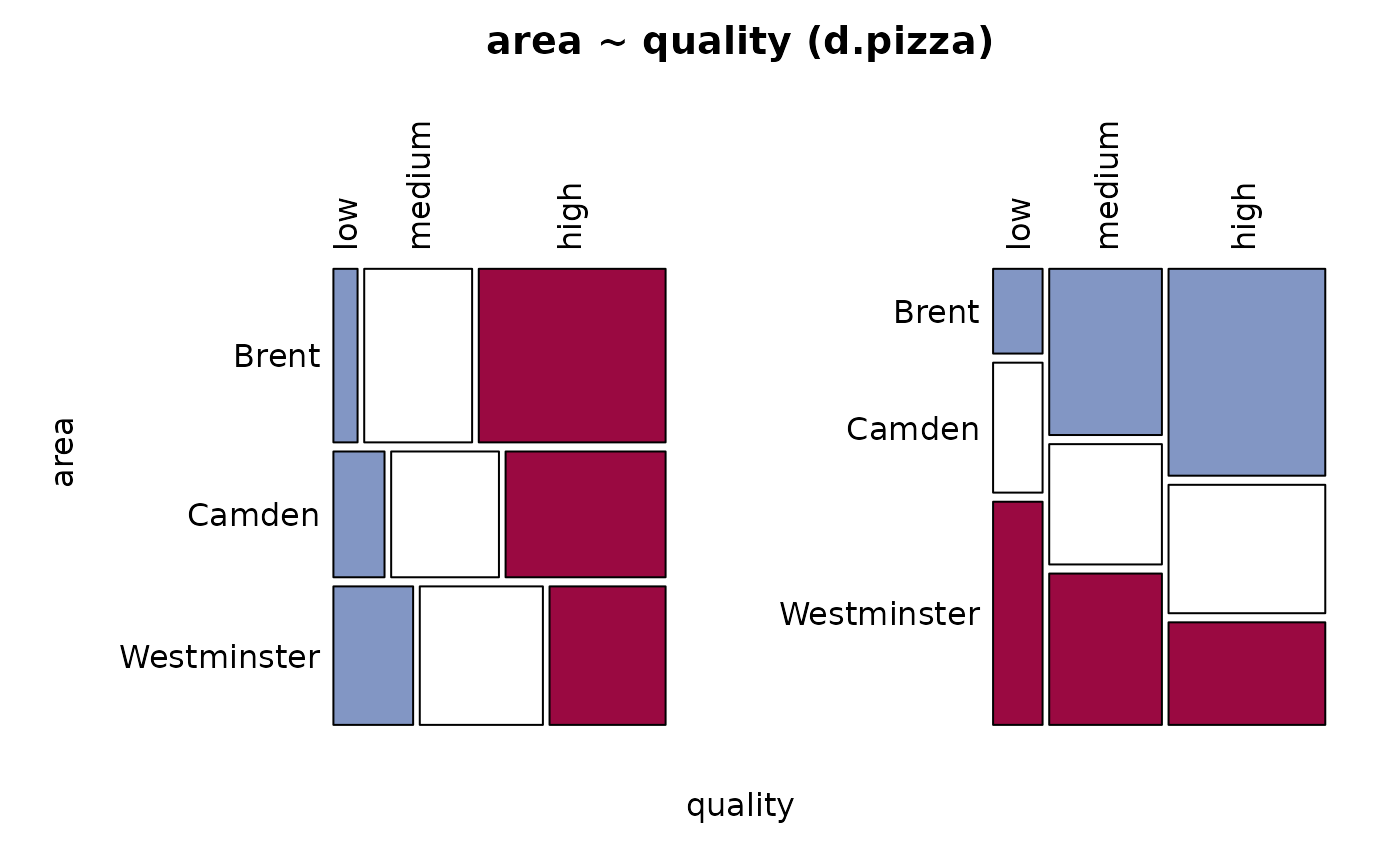 area ~ quality (d.pizza)
low
medium
high
low
medium
high
Brent
Camden
Westminster
area
Brent
Camden
Westminster
quality